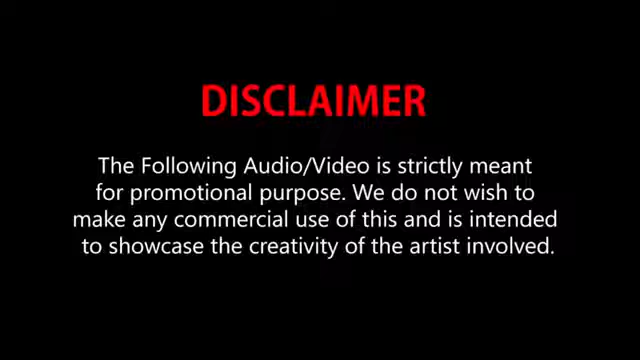 DISCLAIMER
The Following Audio/Video is strictly meant
for promotional purpose. We do not wish to
make any commercial use of this and is intended
to showcase the creativity of the artist involved.